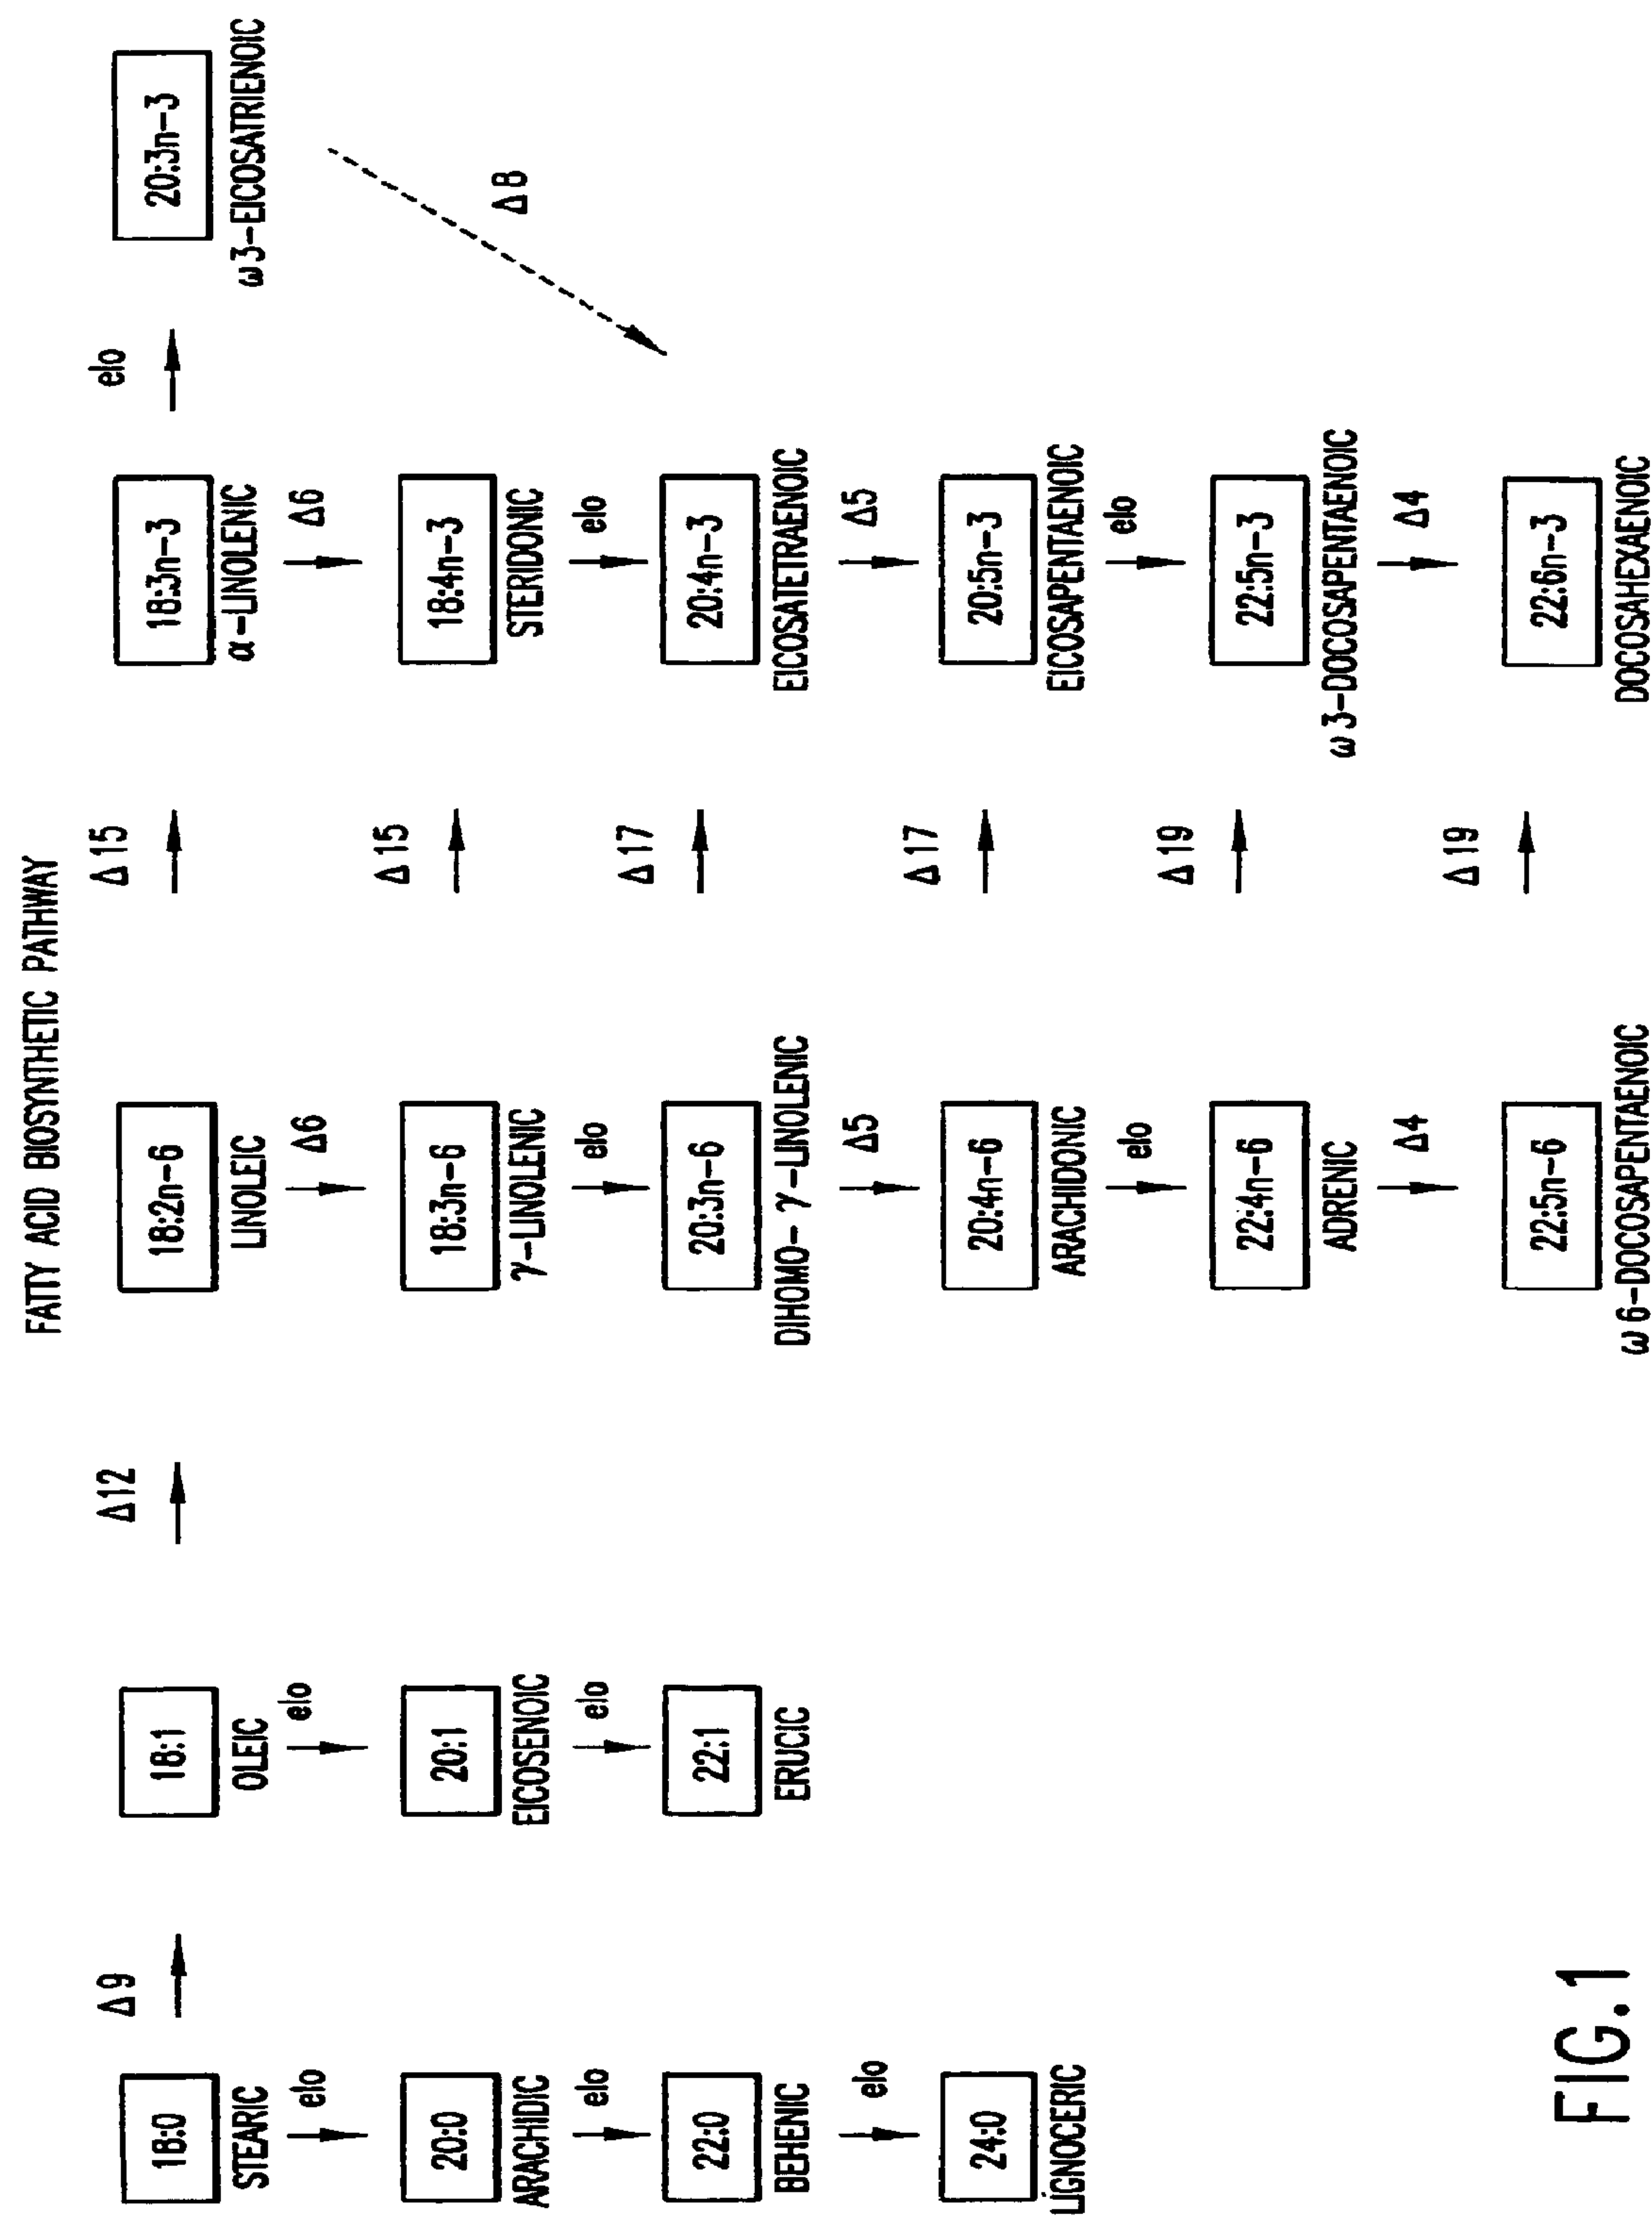 FATTY ACID BIOSYNTHETIC PATHWAY
Δ9
Δ12
Δ15
elo
18:0
18:1
18:2n-6
18:3n-3
20:3n-3
STEARIC
OLEIC
LINOLEIC
α-LINOLENIC
ω3-EICOSATRIENOIC
elo
elo
Δ6
Δ6
Δ15
Δ8
20:0
20:1
18:3n-6
18:4n-3
ARACHIDIC
EICOSENOIC
γ-LINOLENIC
STERIDONIC
elo
elo
elo
elo
Δ17
22:0
22:1
20:3n-6
20:4n-3
BEHENIC
ERUCIC
DIHOMO-γ-LINOLENIC
EICOSATETRAENOIC
elo
Δ5
Δ5
Δ17
24:0
20:4n-6
20:5n-3
LIGNOCERIC
ARACHIDONIC
EICOSAPENTAENOIC
elo
elo
Δ19
22:4n-6
22:5n-3
ADRENIC
ω3-DOCOSAPENTAENOIC
Δ4
Δ4
Δ19
22:5n-6
22:6n-3
ω6-DOCOSAPENTAENOIC
DOCOSAHEXAENOIC
FIG.1